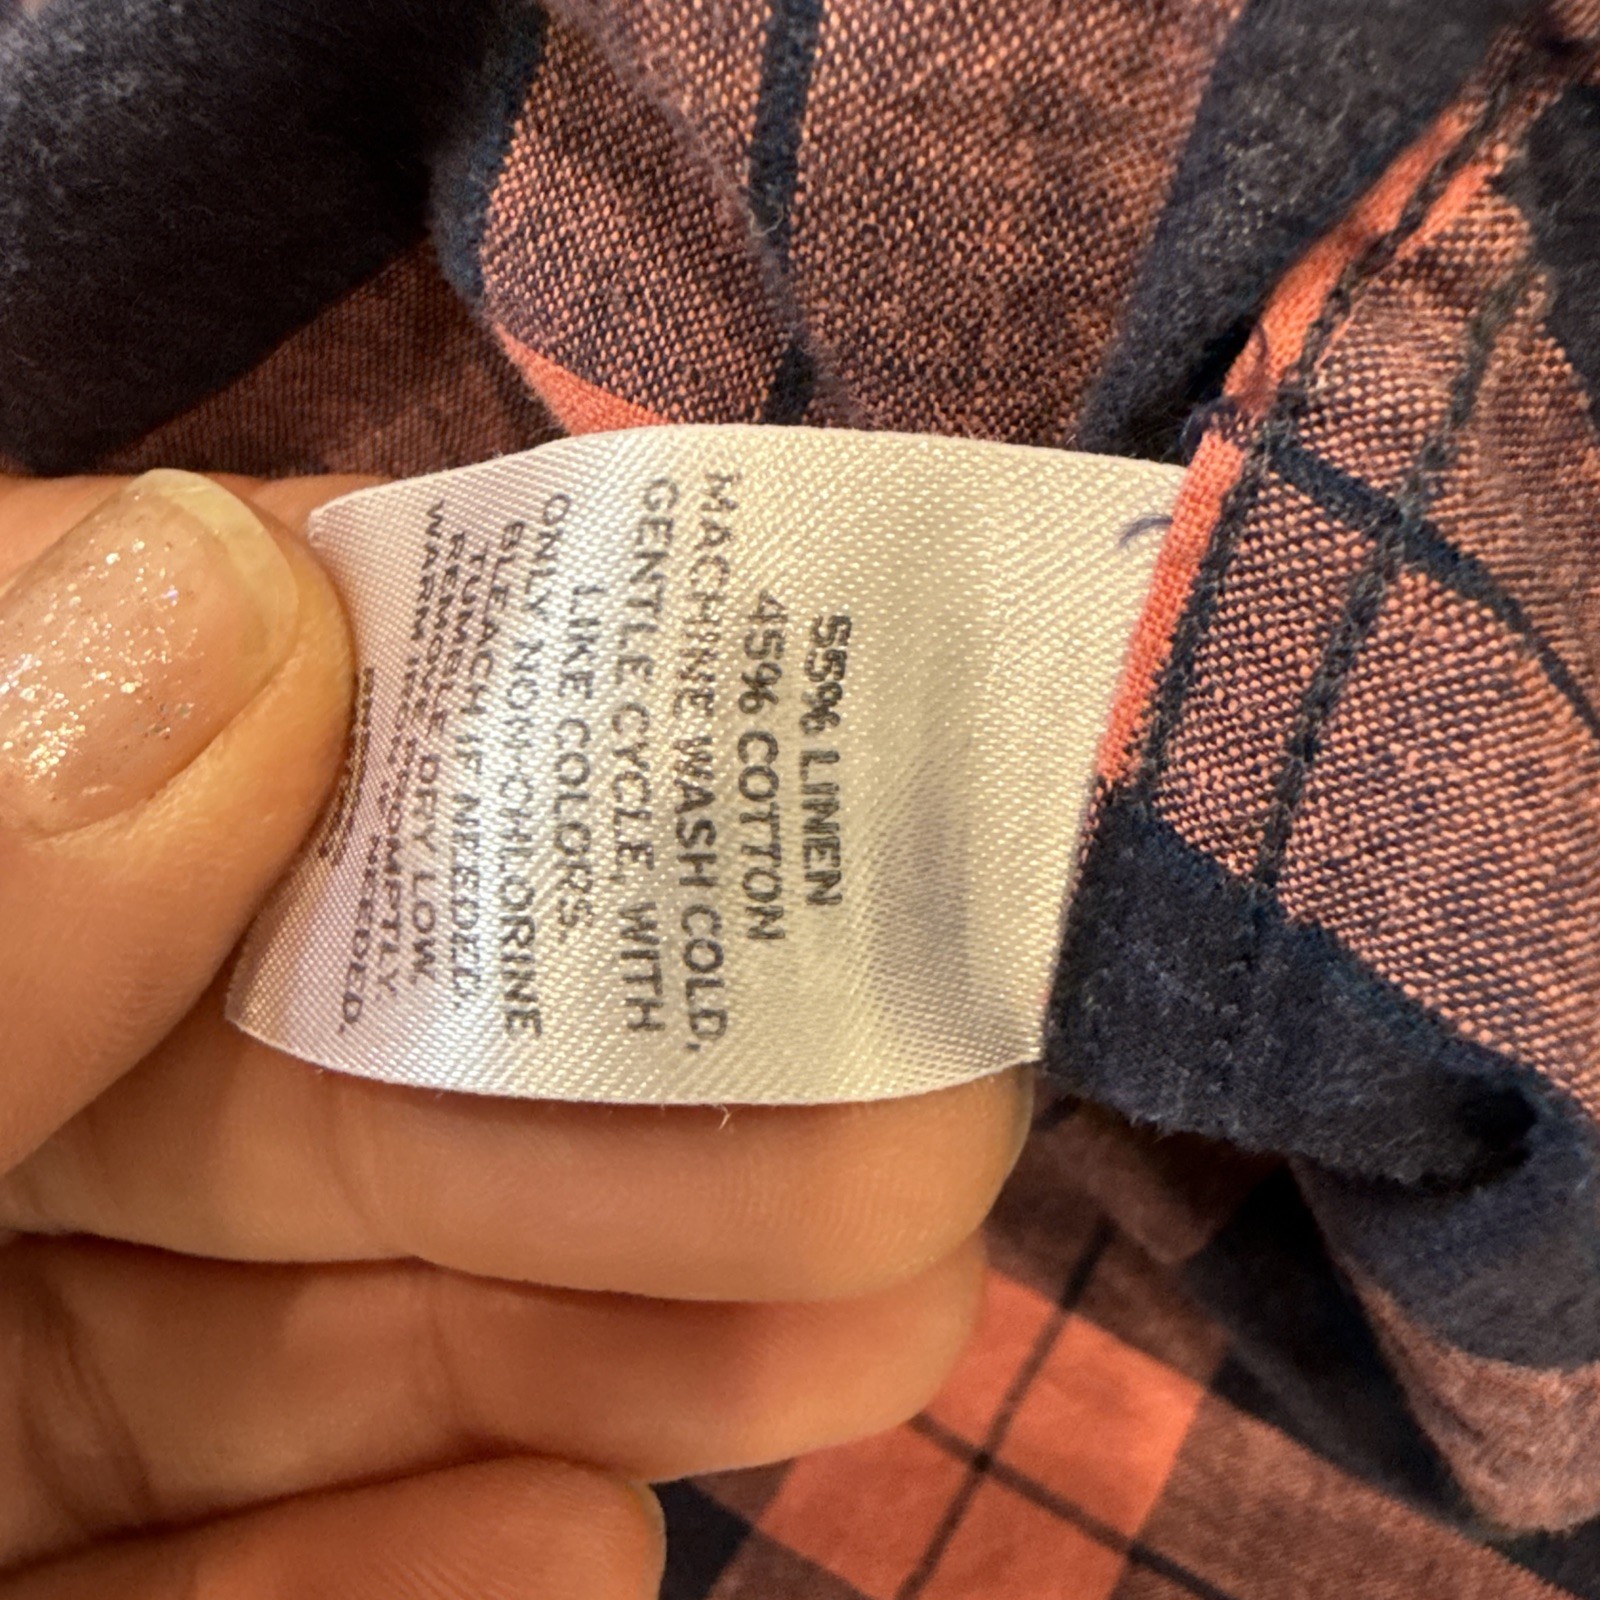 55% LINEN
45% COTTON
MACHINE WASH COLD,
GENTLE CYCLE WITH
LIKE COLORS.
ONLY NON-CHLORINE
BLEACH IF NEEDED.
TUMBLE DRY LOW.
REMOVE PROMPTLY.
WARM IRON IF NEEDED.